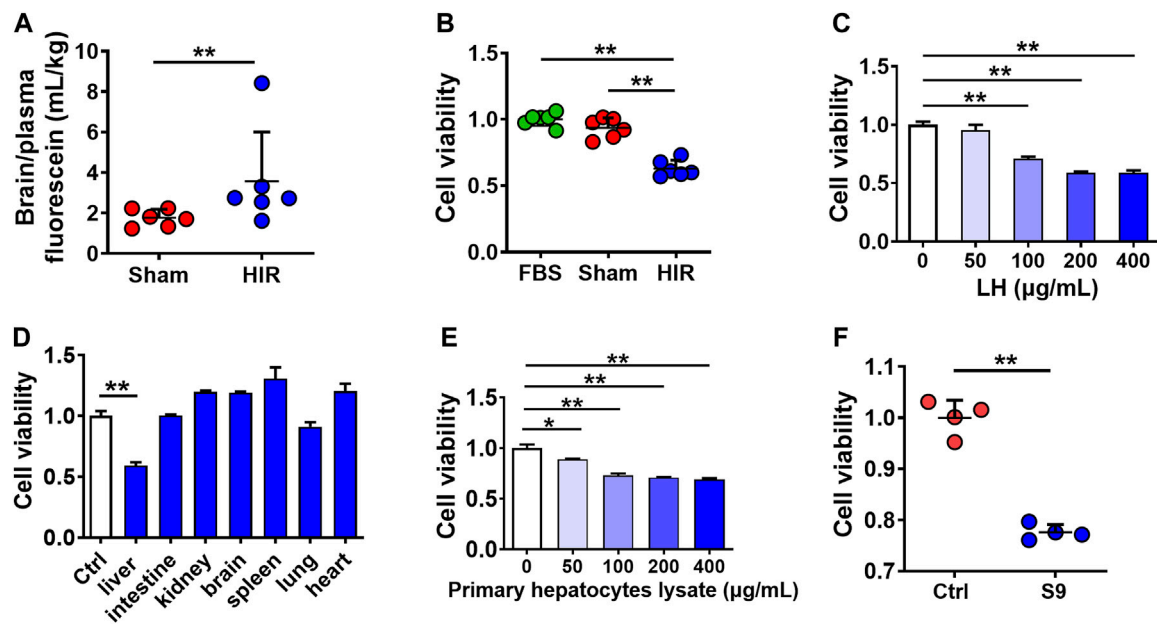 A
Brain/plasma
fluorescein (mL/kg)
10
8
6
4
2
0
**
Sham
HIR
B
Cell viability
1.5
1.0
0.5
0.0
**
**
FBS
Sham
HIR
C
Cell viability
1.5
1.0
0.5
0.0
**
**
**
0
50
100
200
400
LH (µg/mL)
D
Cell viability
1.5
1.0
0.5
0.0
**
Ctrl
liver
intestine
kidney
brain
spleen
lung
heart
E
Cell viability
1.5
1.0
0.5
0.0
**
**
**
*
0
50
100
200
400
Primary hepatocytes lysate (µg/mL)
F
Cell viability
1.1
1.0
0.9
0.8
0.7
**
Ctrl
S9